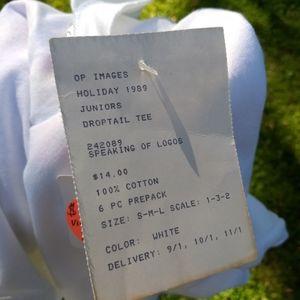 OP IMAGES
HOLIDAY 1989
JUNIORS
DROPTAIL TEE
242089
SPEAKING OF LOGOS
$14.00
100% COTTON
6 PC PREPACK
SIZE: S-M-L SCALE: 1-3-2
COLOR: WHITE
DELIVERY: 9/1, 10/1, 11/1